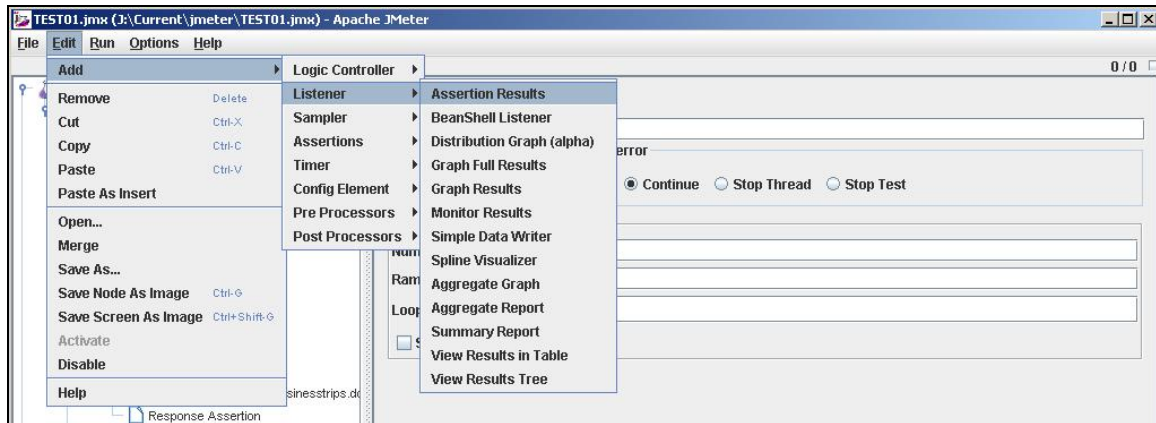 TEST01.jmx (J:\Current\jmeter\TEST01.jmx) - Apache JMeter
File Edit Run Options Help
0 / 0
Add
Remove Delete
Cut Ctrl-X
Copy Ctrl-C
Paste Ctrl-V
Paste As Insert
Open...
Merge
Save As...
Save Node As Image Ctrl-G
Save Screen As Image Ctrl+Shift-G
Activate
Disable
Help
Logic Controller
Listener
Sampler
Assertions
Timer
Config Element
Pre Processors
Post Processors
Assertion Results
BeanShell Listener
Distribution Graph (alpha)
Graph Full Results
Graph Results
Monitor Results
Simple Data Writer
Spline Visualizer
Aggregate Graph
Aggregate Report
Summary Report
View Results in Table
View Results Tree
error
Continue Stop Thread Stop Test
Num
Ram
Loop
S
sinesstrips.do
Response Assertion